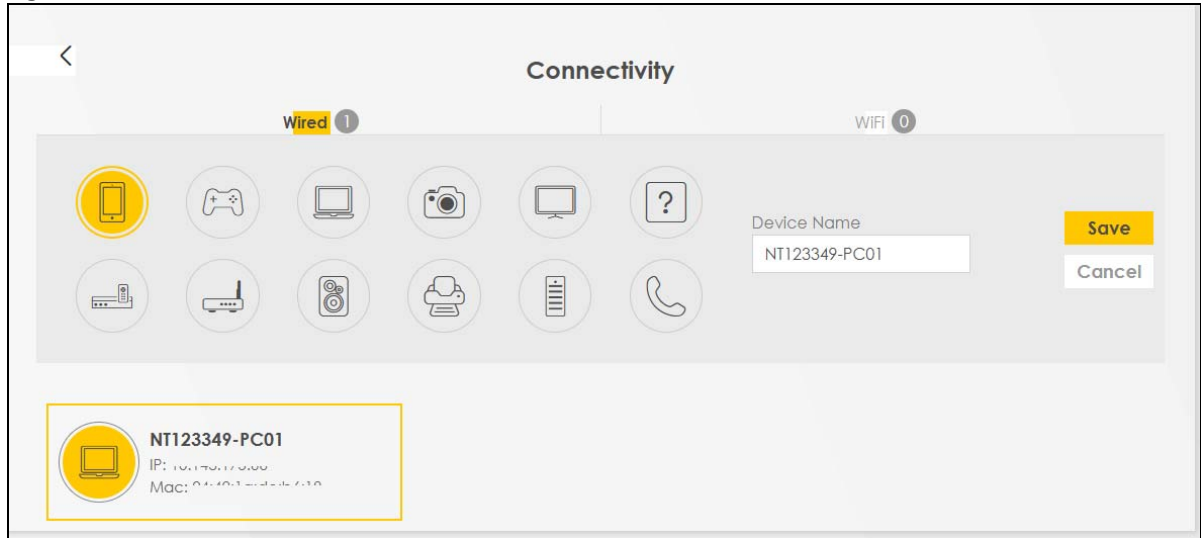 Connectivity
Wired 1
WiFi 0
?
Device Name
NT123349-PC01
Save
Cancel
NT123349-PC01
IP:
Mac: